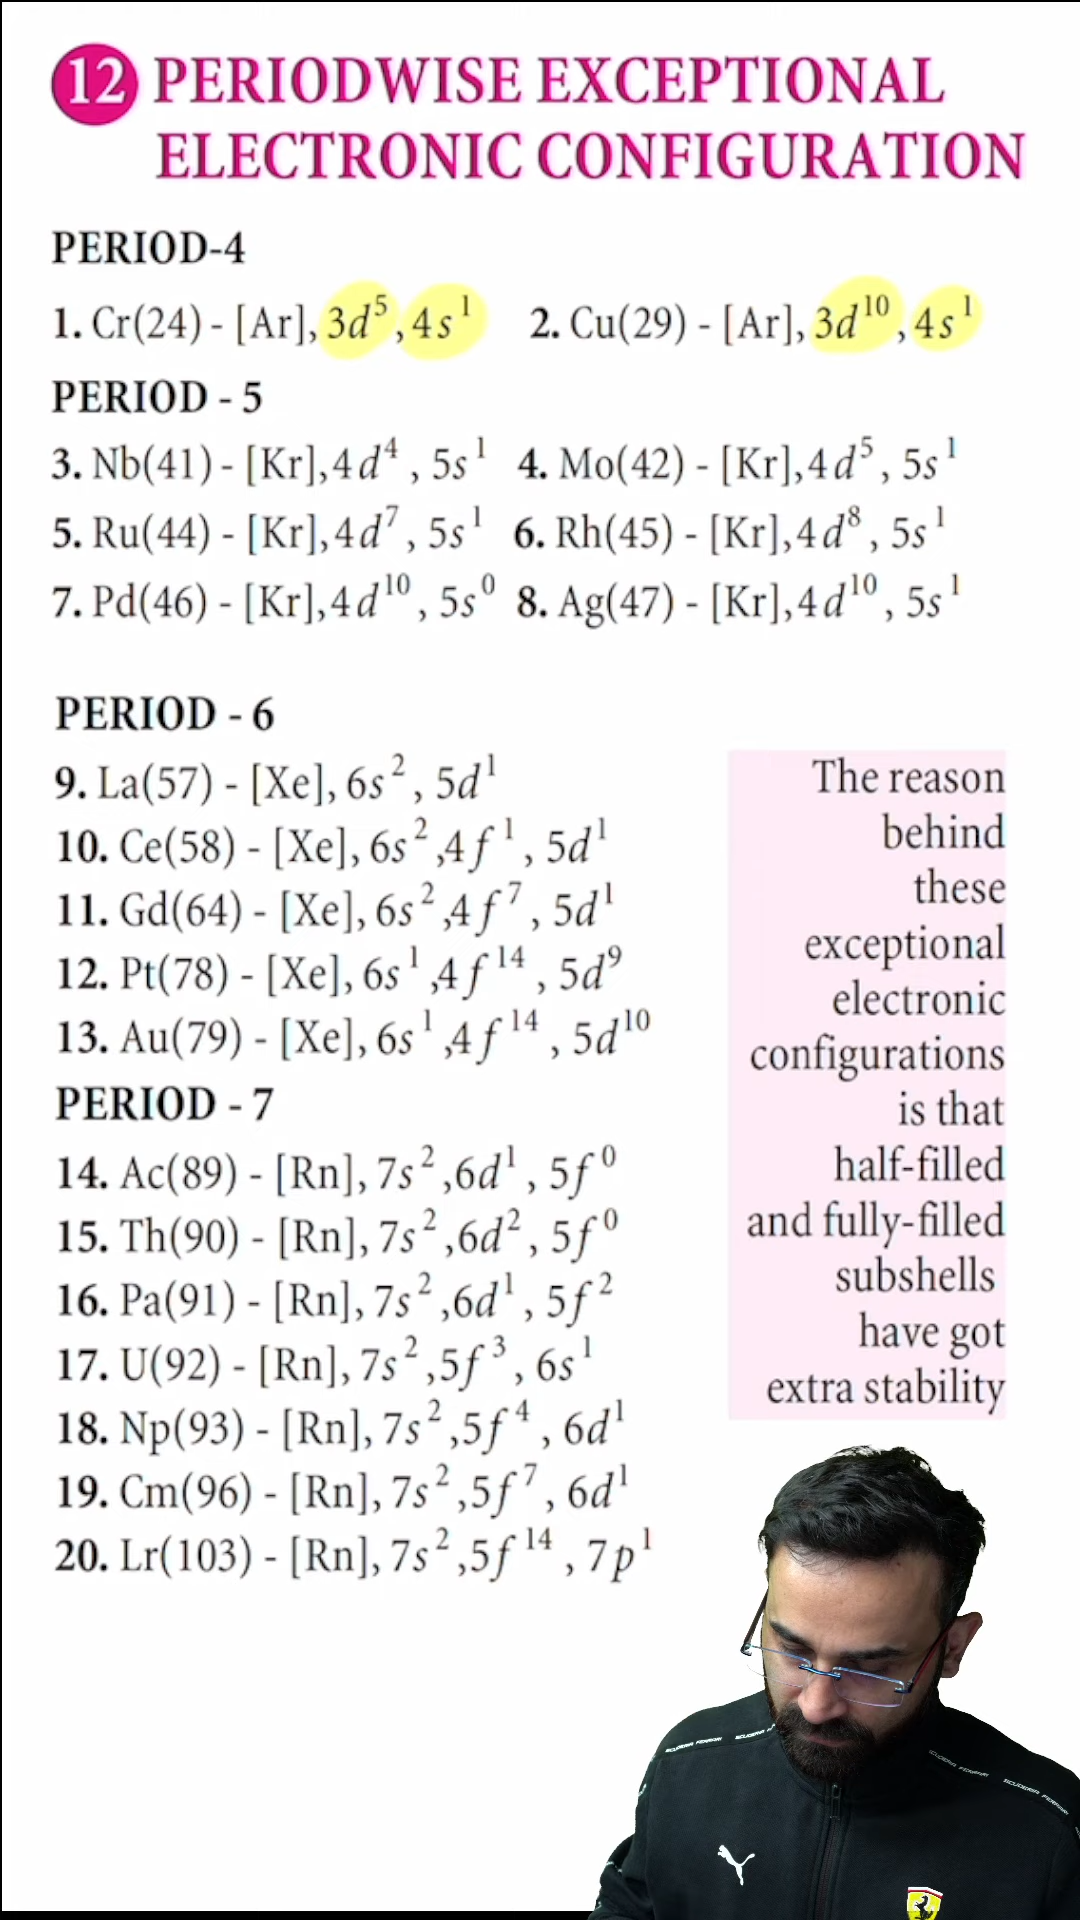 12 PERIODWISE EXCEPTIONAL
ELECTRONIC CONFIGURATION
PERIOD-4
1. Cr(24) - [Ar], 3d⁵, 4s¹ 2. Cu(29) - [Ar], 3d¹⁰, 4s¹
PERIOD - 5
3. Nb(41) - [Kr], 4d⁴, 5s¹ 4. Mo(42) - [Kr], 4d⁵, 5s¹
5. Ru(44) - [Kr], 4d⁷, 5s¹ 6. Rh(45) - [Kr], 4d⁸, 5s¹
7. Pd(46) - [Kr], 4d¹⁰, 5s⁰ 8. Ag(47) - [Kr], 4d¹⁰, 5s¹
PERIOD - 6
9. La(57) - [Xe], 6s², 5d¹
10. Ce(58) - [Xe], 6s², 4f¹, 5d¹
11. Gd(64) - [Xe], 6s², 4f⁷, 5d¹
12. Pt(78) - [Xe], 6s¹, 4f¹⁴, 5d⁹
13. Au(79) - [Xe], 6s¹, 4f¹⁴, 5d¹⁰
PERIOD - 7
14. Ac(89) - [Rn], 7s², 6d¹, 5f⁰
15. Th(90) - [Rn], 7s², 6d², 5f⁰
16. Pa(91) - [Rn], 7s², 6d¹, 5f²
17. U(92) - [Rn], 7s², 5f³, 6s¹
18. Np(93) - [Rn], 7s², 5f⁴, 6d¹
19. Cm(96) - [Rn], 7s², 5f⁷, 6d¹
20. Lr(103) - [Rn], 7s², 5f¹⁴, 7p¹
The reason
behind
these
exceptional
electronic
configurations
is that
half-filled
and fully-filled
subshells
have got
extra stability
SCUDERIA FERRARI SCUDERIA
SCUDERIA FERRARI SCUDERIA FERRARI